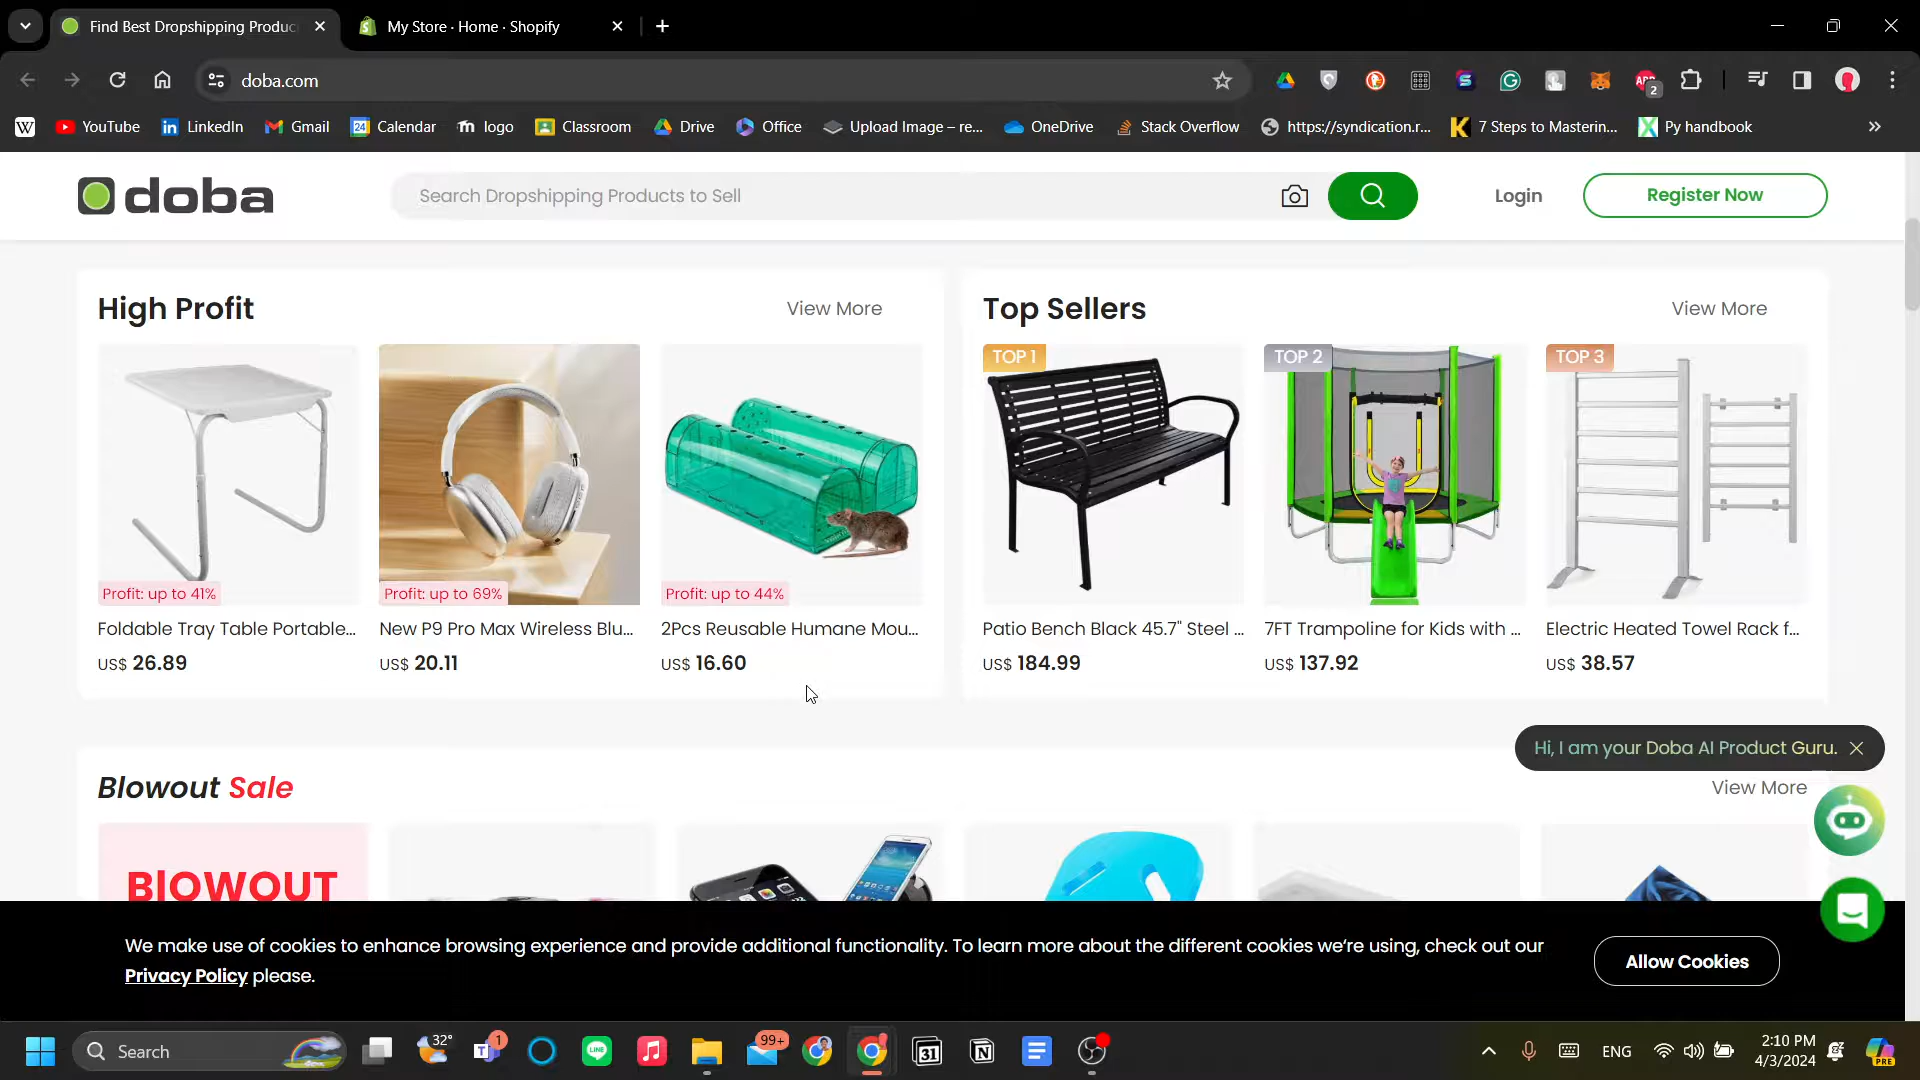 Find Best Dropshipping Produc
My Store · Home · Shopify
doba.com
2
W
YouTube
LinkedIn
Gmail
24
Calendar
logo
Classroom
Drive
Office
Upload Image – re...
OneDrive
Stack Overflow
https://syndication.r...
7 Steps to Masterin...
Py handbook
doba
Search Dropshipping Products to Sell
Login
Register Now
High Profit
View More
Top Sellers
View More
TOP 1
TOP 2
TOP 3
Profit: up to 41%
Profit: up to 69%
Profit: up to 44%
Foldable Tray Table Portable...
New P9 Pro Max Wireless Blu...
2Pcs Reusable Humane Mou...
Patio Bench Black 45.7" Steel ...
7FT Trampoline for Kids with ...
Electric Heated Towel Rack f...
US$ 26.89
US$ 20.11
US$ 16.60
US$ 184.99
US$ 137.92
US$ 38.57
Hi, I am your Doba AI Product Guru.
Blowout Sale
View More
BlOWOUT
We make use of cookies to enhance browsing experience and provide additional functionality. To learn more about the different cookies we're using, check out our
Privacy Policy please.
Allow Cookies
Search
32°
1
99+
31
ENG
2:10 PM
4/3/2024
PRE